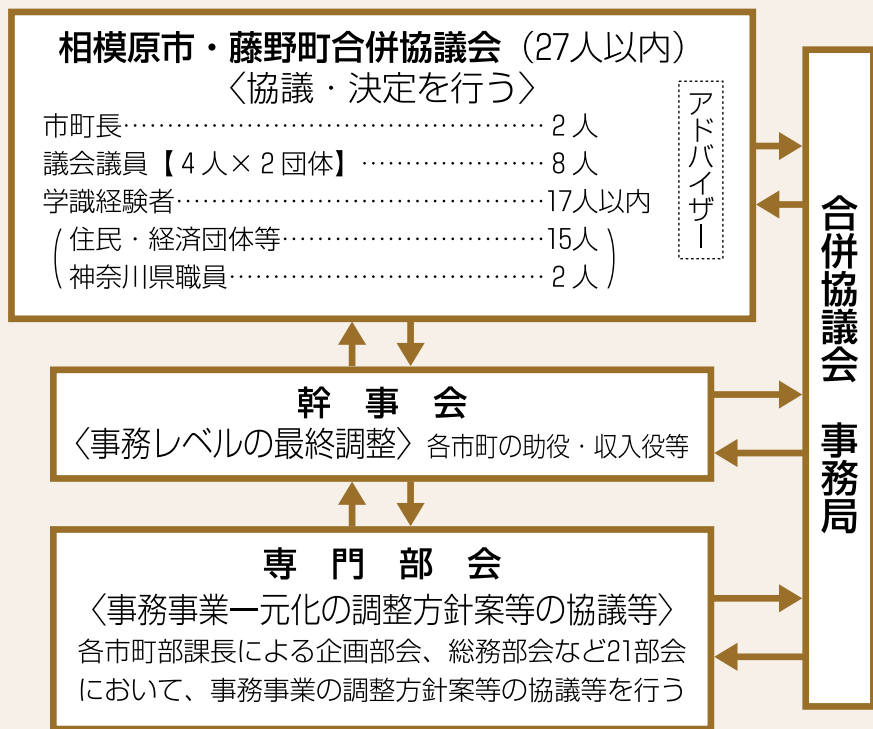 相模原市・藤野町合併協議会（27人以内）
〈協議・決定を行う〉
市町長…………………………………………2人
議会議員【4人×2団体】…………………8人
学識経験者…………………………………17人以内
（住民・経済団体等…………………………15人
神奈川県職員………………………………2人）
アドバイザー
幹　事　会
〈事務レベルの最終調整〉各市町の助役・収入役等
専　門　部　会
〈事務事業一元化の調整方針案等の協議等〉
各市町部課長による企画部会、総務部会など21部会
において、事務事業の調整方針案等の協議等を行う
合併協議会　事務局